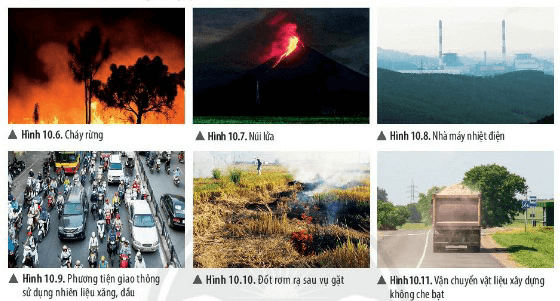 ▲ Hình 10.6. Cháy rừng
▲ Hình 10.7. Núi lửa
▲ Hình 10.8. Nhà máy nhiệt điện
▲ Hình 10.9. Phương tiện giao thông
sử dụng nhiên liệu xăng, dầu
▲ Hình 10.10. Đốt rơm rạ sau vụ gặt
▲ Hình 10.11. Vận chuyển vật liệu xây dựng
không che bạt